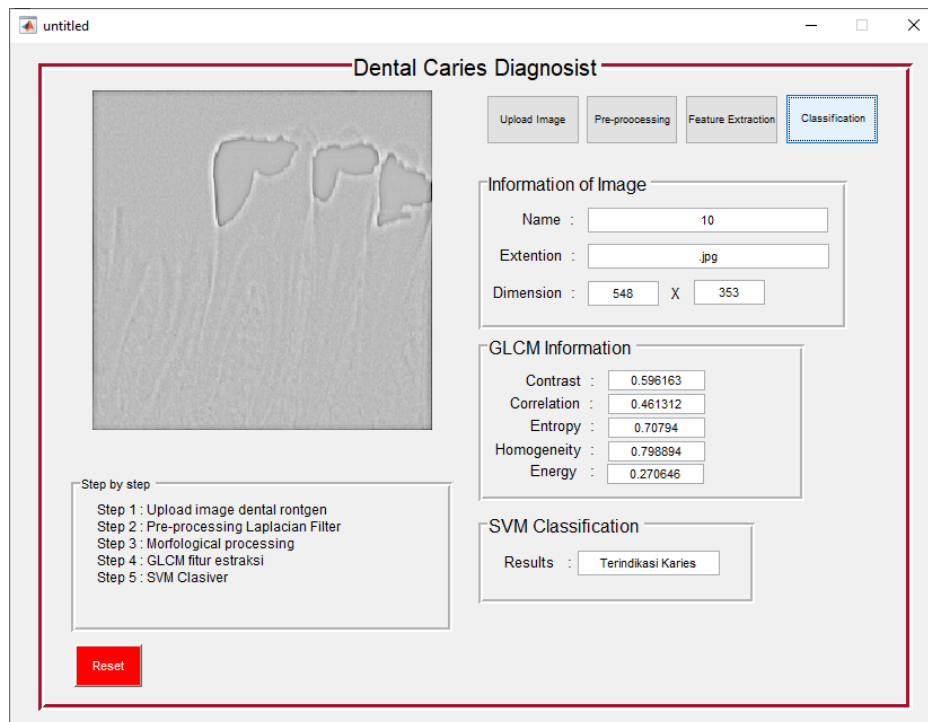 untitled
Dental Caries Diagnosist
Upload Image
Pre-proocessing
Feature Extraction
Classification
Information of Image
Name : 10
Extention : .jpg
Dimension : 548 X 353
GLCM Information
Contrast : 0.596163
Correlation : 0.461312
Entropy : 0.70794
Homogeneity : 0.798894
Energy : 0.270646
Step by step
Step 1 : Upload image dental rontgen
Step 2 : Pre-processing Laplacian Filter
Step 3 : Morfological processing
Step 4 : GLCM fitur estraksi
Step 5 : SVM Clasiver
SVM Classification
Results : Terindikasi Karies
Reset